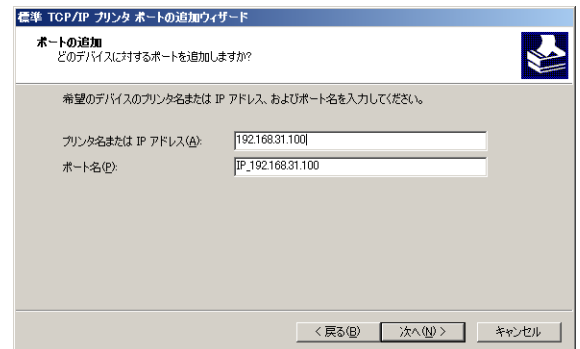 標準 TCP/IP プリンタ ポートの追加ウィザード
ポートの追加
どのデバイスに対するポートを追加しますか?
希望のデバイスのプリンタ名または IP アドレス、およびポート名を入力してください。
プリンタ名または IP アドレス(A): 192.168.31.100
ポート名(P): IP_192.168.31.100
< 戻る(B) 次へ(N) > キャンセル